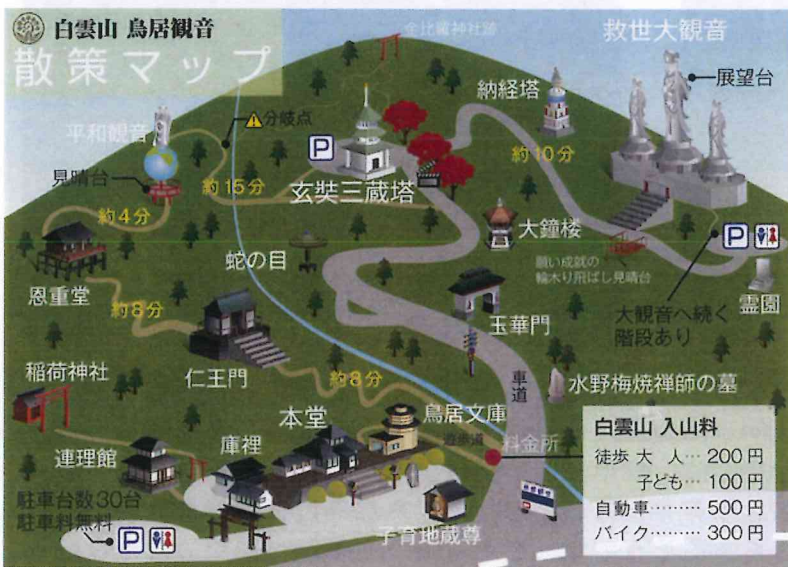 白雲山 鳥居観音
散策マップ
金比羅神社跡
救世大観音
展望台
納経塔
平和観音
分岐点
P
見晴台
約15分
玄奘三蔵塔
約10分
約4分
大鐘楼
恩重堂
蛇の目
願い成就の
輪木り飛ばし見晴台
P
霊園
約8分
玉華門
大観音へ続く
階段あり
稲荷神社
仁王門
約8分
車道
水野梅焼禅師の墓
本堂
鳥居文庫
連理館
庫裡
遊歩道
料金所
駐車台数30台
駐車料無料
P
子育地蔵尊
白雲山 入山料
徒歩 大 人… 200円
子ども… 100円
自動車……… 500円
バイク……… 300円